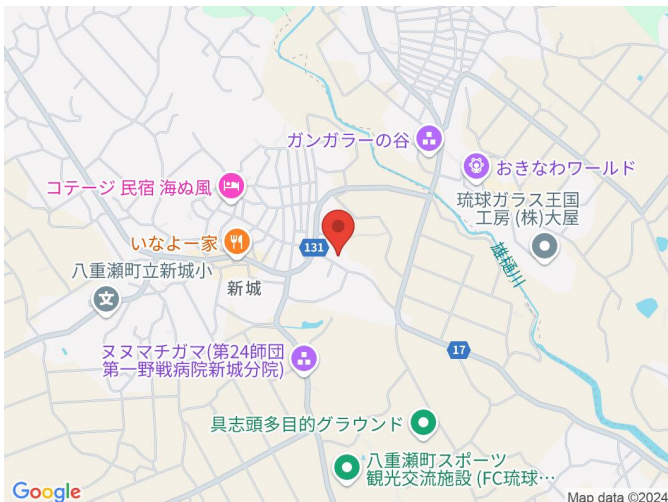 ガンガラーの谷
おきなわワールド
コテージ 民宿 海ぬ風
琉球ガラス王国
工房 (株)大屋
いなよー家
131
雄樋川
八重瀬町立新城小
新城
文
ヌヌマチガマ(第24師団
第一野戦病院新城分院)
17
具志頭多目的グラウンド
八重瀬町スポーツ
観光交流施設 (FC琉球…
Google
Map data ©2024